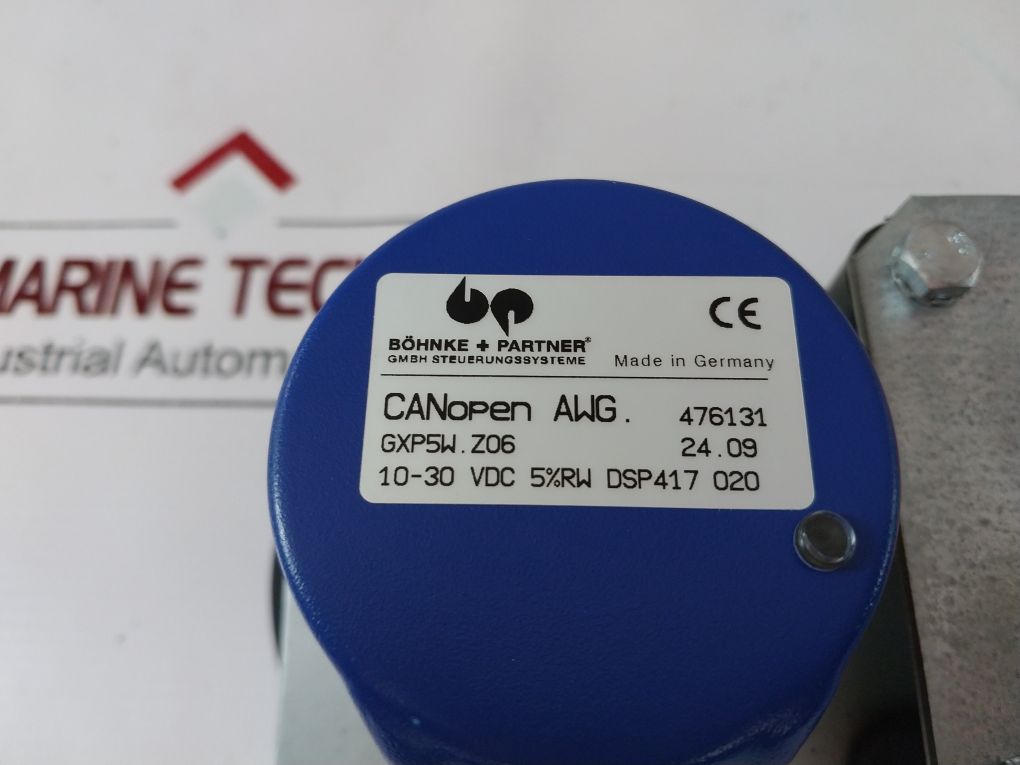 MARINE TEC
ustrial Autom
bp
BÖHNKE + PARTNER®
GMBH STEUERUNGSSYSTEME
CE
Made in Germany
CANopen AWG. 476131
GXP5W.Z06 24.09
10-30 VDC 5%RW DSP417 020